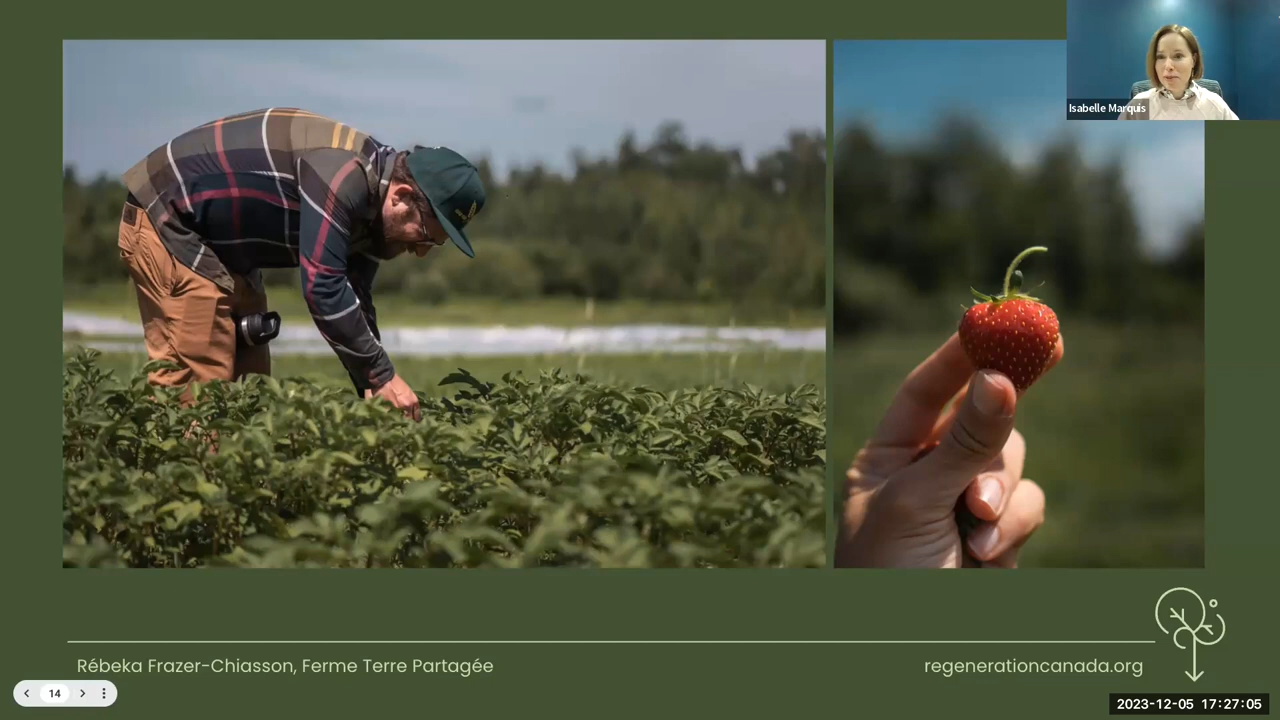 Isabelle Marquis
Rébeka Frazer-Chiasson, Ferme Terre Partagée
regenerationcanada.org
14
2023-12-05 17:27:05